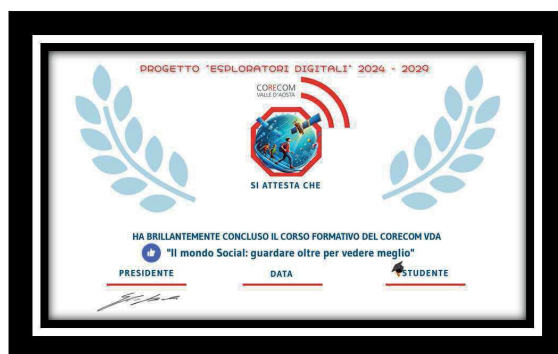 PROGETTO "ESPLORATORI DIGITALI" 2024 - 2029
CORECOM
VALLE D'AOSTA
SI ATTESTA CHE
HA BRILLANTEMENTE CONCLUSO IL CORSO FORMATIVO DEL CORECOM VDA
"Il mondo Social: guardare oltre per vedere meglio"
PRESIDENTE DATA STUDENTE